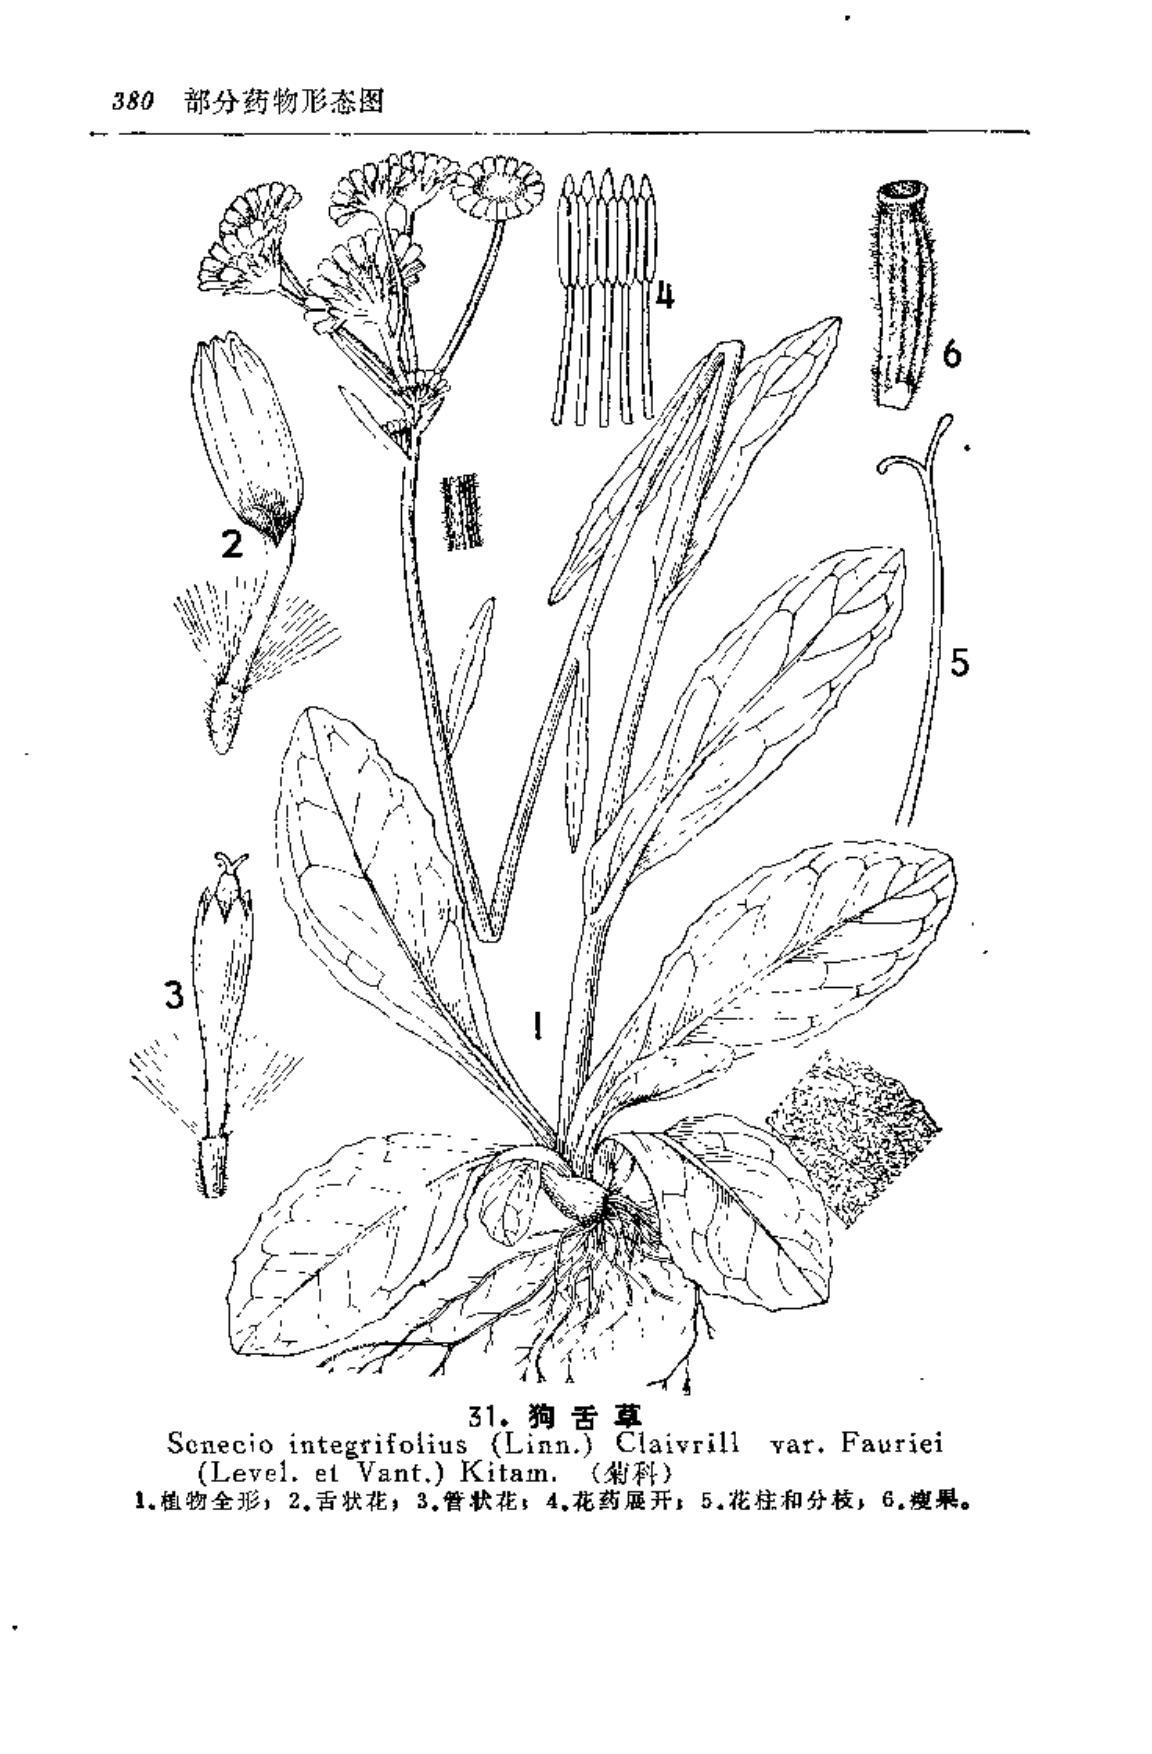 380 部分药物形态图
4
6
2
5
3
1
31. 狗舌草
Senecio integrifolius (Linn.) Claivrill var. Fauriei
(Level. et Vant.) Kitam. (菊科)
1.植物全形; 2.舌状花; 3.管状花; 4.花药展开; 5.花柱和分枝; 6.瘦果。